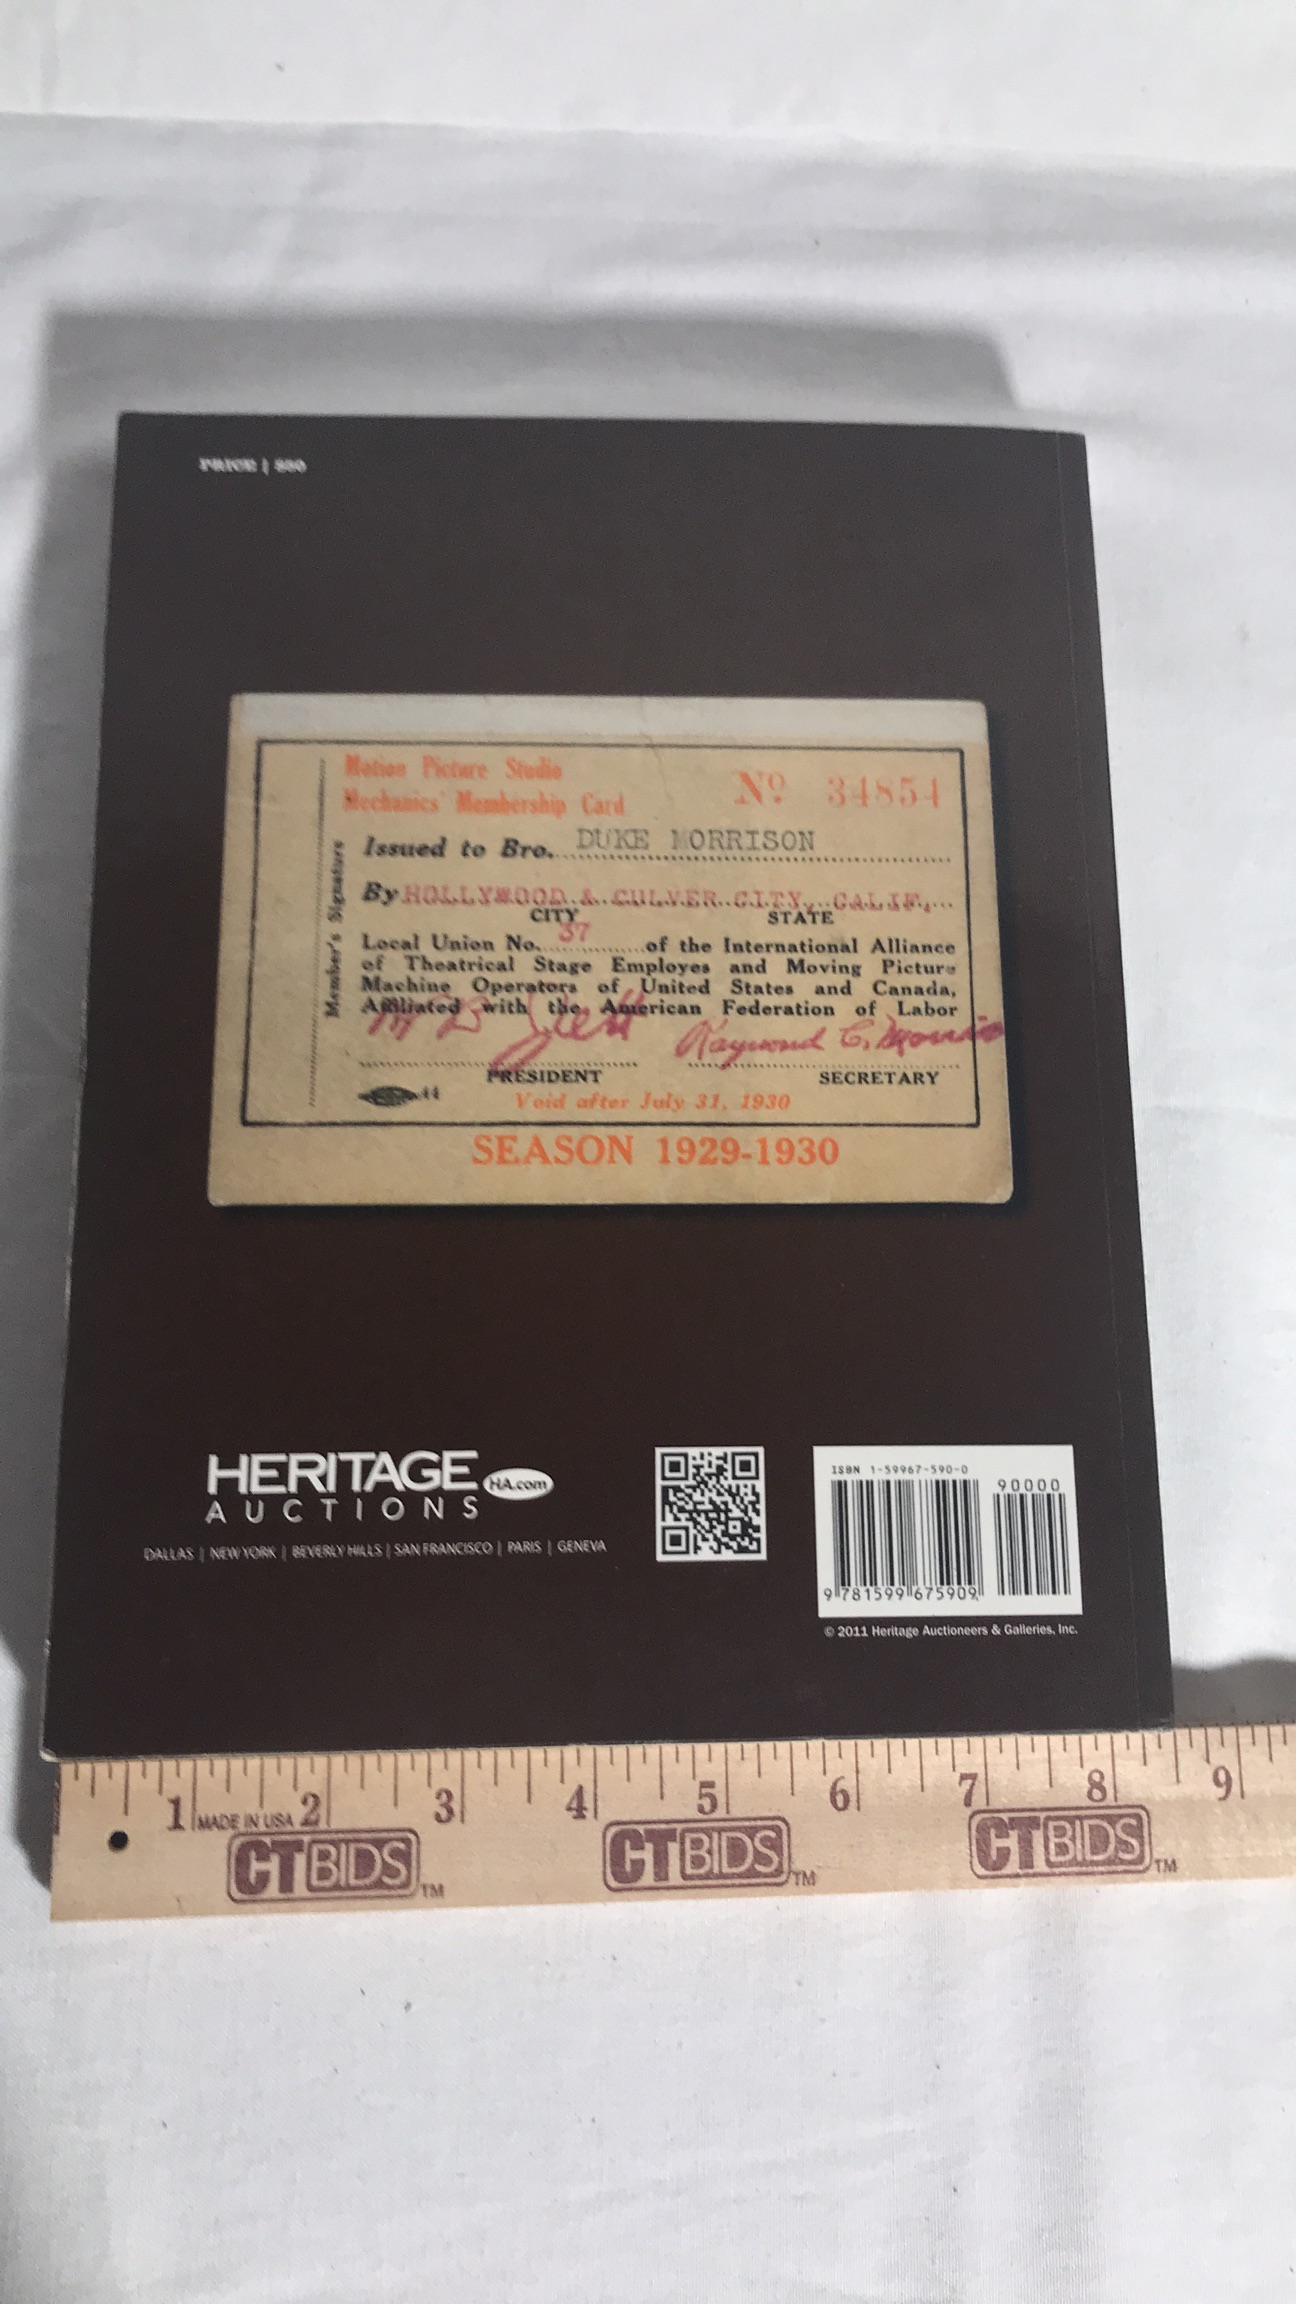 PRICE | $50
Motion Picture Studio
Mechanics' Membership Card
Nº 34854
Member's Signature
Issued to Bro. DUKE MORRISON
By HOLLYWOOD & CULVER CITY, CALIF.
CITY STATE
Local Union No. 37 of the International Alliance
of Theatrical Stage Employes and Moving Picture
Machine Operators of United States and Canada,
Affiliated with the American Federation of Labor
Raymond C.
PRESIDENT SECRETARY
Void after July 31, 1930
SEASON 1929-1930
HERITAGE HA.com
AUCTIONS
DALLAS | NEW YORK | BEVERLY HILLS | SAN FRANCISCO | PARIS | GENEVA
ISBN 1-59967-590-0
90000
9 781599 675909
© 2011 Heritage Auctioneers & Galleries, Inc.
1 2 3 4 5 6 7 8 9
MADE IN USA
CTBIDS™ CTBIDS™ CTBIDS™